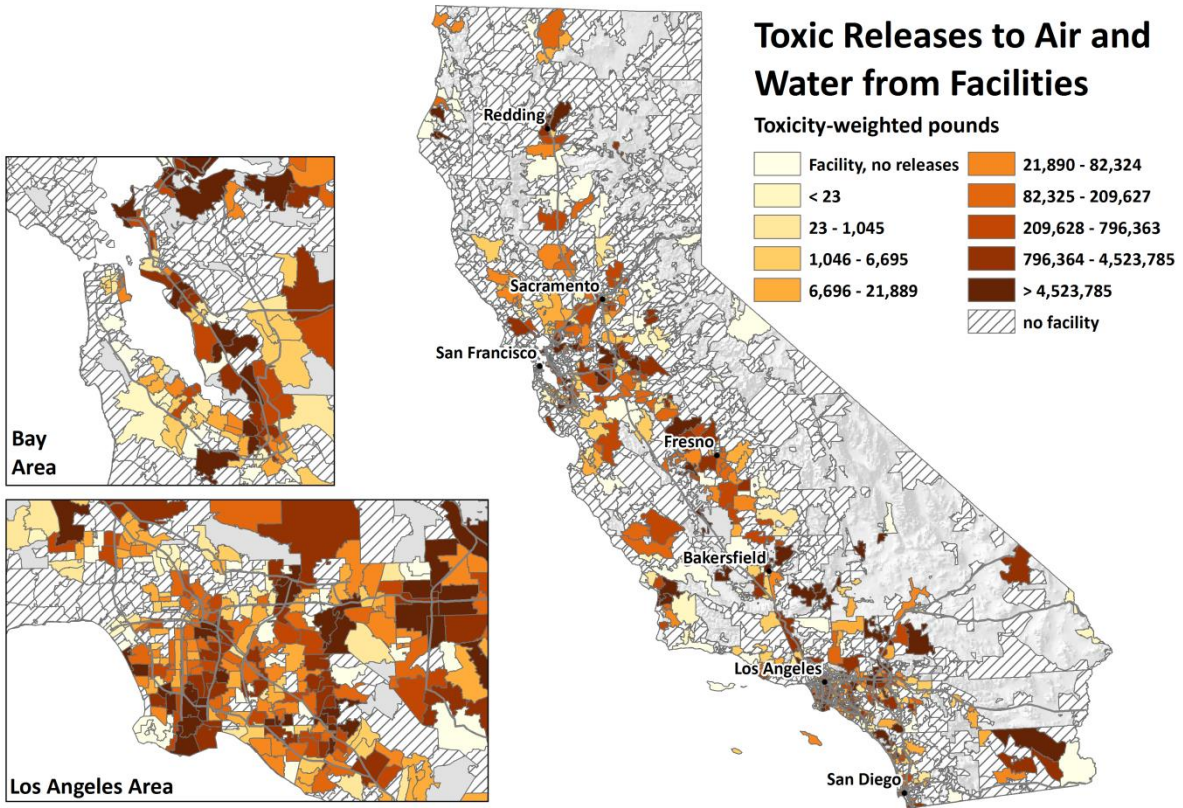 Toxic Releases to Air and
Water from Facilities
Toxicity-weighted pounds
Facility, no releases
< 23
23 - 1,045
1,046 - 6,695
6,696 - 21,889
21,890 - 82,324
82,325 - 209,627
209,628 - 796,363
796,364 - 4,523,785
> 4,523,785
no facility
Redding
Sacramento
San Francisco
Fresno
Bakersfield
Los Angeles
San Diego
Bay
Area
Los Angeles Area